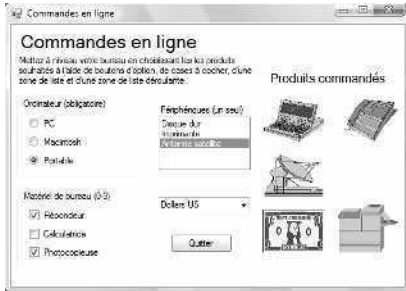 Commandes en ligne
Commandes en ligne
Mettez à niveau votre bureau en choisissant les produits
souhaités à l'aide de boutons d'option, de cases à cocher, d'une
zone de liste et d'une zone de liste déroulante.
Produits commandés
Ordinateur (obligatoire)
PC
Macintosh
Portable
Périphériques (un seul)
Disque dur
Imprimante
Antenne satellite
Matériel de bureau (0-3)
Répondeur
Calculatrice
Photocopieuse
Dollars US
Quitter